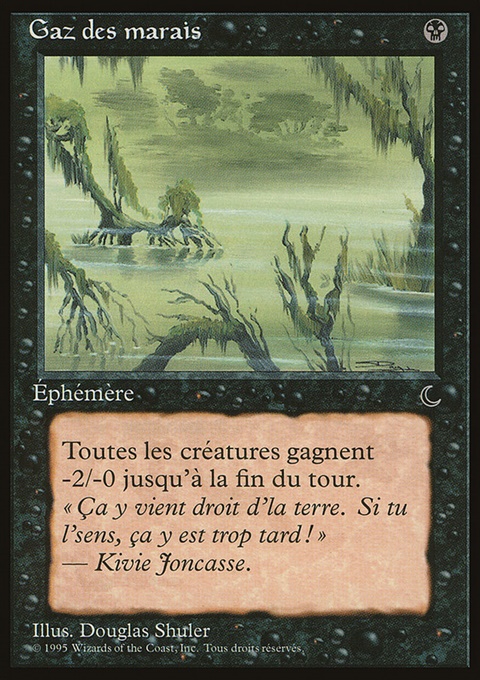 Gaz des marais
Éphémère
Toutes les créatures gagnent
-2/-0 jusqu'à la fin du tour.
« Ça y vient droit d'la terre. Si tu
l'sens, ça y est trop tard ! »
— Kivie Joncasse.
Illus. Douglas Shuler
© 1995 Wizards of the Coast, Inc. Tous droits réservés.